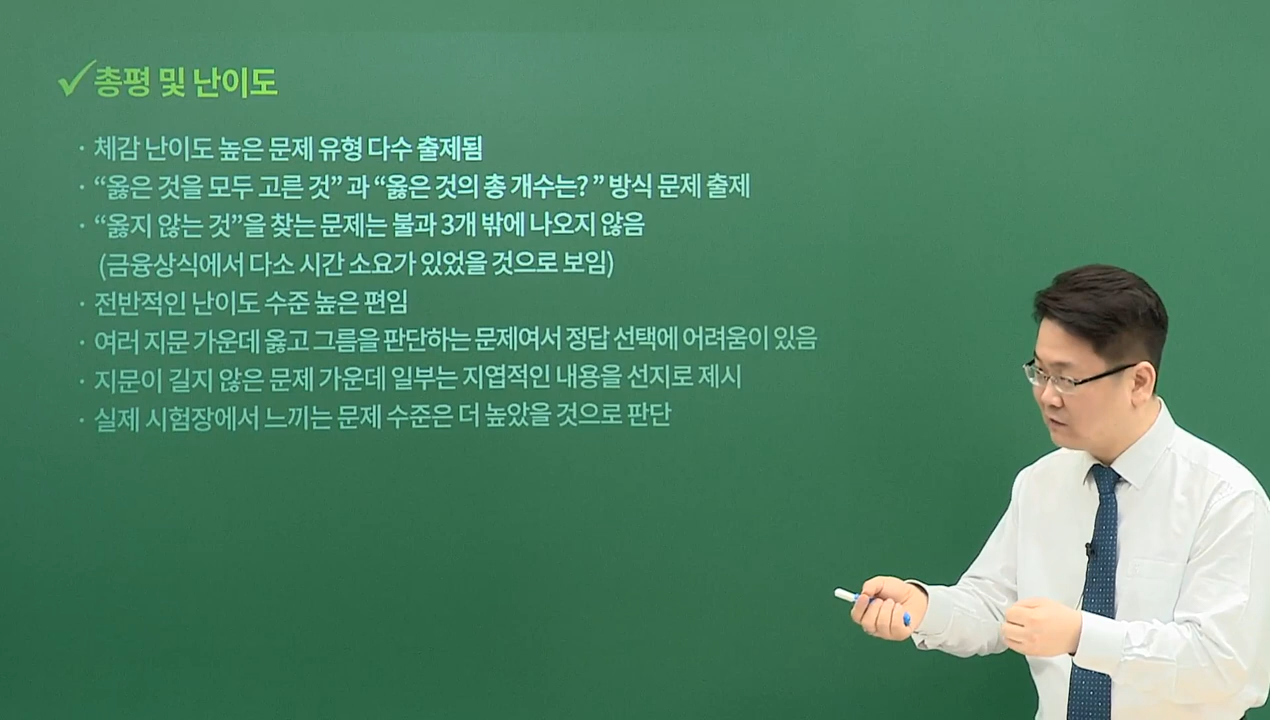 ✓총평 및 난이도
· 체감 난이도 높은 문제 유형 다수 출제됨
· “옳은 것을 모두 고른 것” 과 “옳은 것의 총 개수는? ” 방식 문제 출제
· “옳지 않는 것”을 찾는 문제는 불과 3개 밖에 나오지 않음
(금융상식에서 다소 시간 소요가 있었을 것으로 보임)
· 전반적인 난이도 수준 높은 편임
· 여러 지문 가운데 옳고 그름을 판단하는 문제여서 정답 선택에 어려움이 있음
· 지문이 길지 않은 문제 가운데 일부는 지엽적인 내용을 선지로 제시
· 실제 시험장에서 느끼는 문제 수준은 더 높았을 것으로 판단